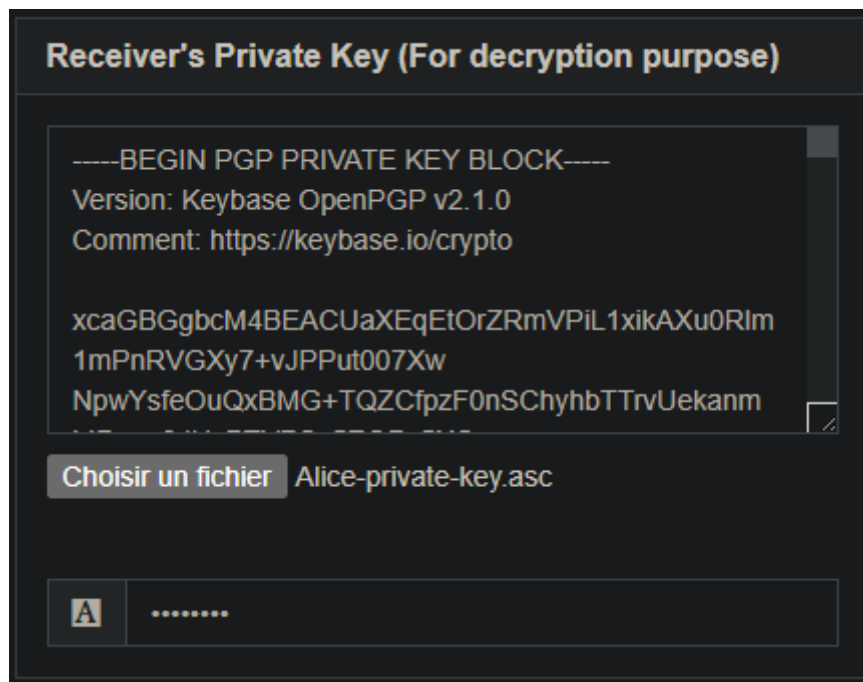 Receiver's Private Key (For decryption purpose)
-----BEGIN PGP PRIVATE KEY BLOCK-----
Version: Keybase OpenPGP v2.1.0
Comment: https://keybase.io/crypto
xcaGBGgbcM4BEACUaXEqEtOrZRmVPiL1xikAXu0Rlm
1mPnRVGXy7+vJPPut007Xw
NpwYsfeOuQxBMG+TQZCfpzF0nSChyhbTTrvUekanm
Choisir un fichier Alice-private-key.asc
A ••••••••